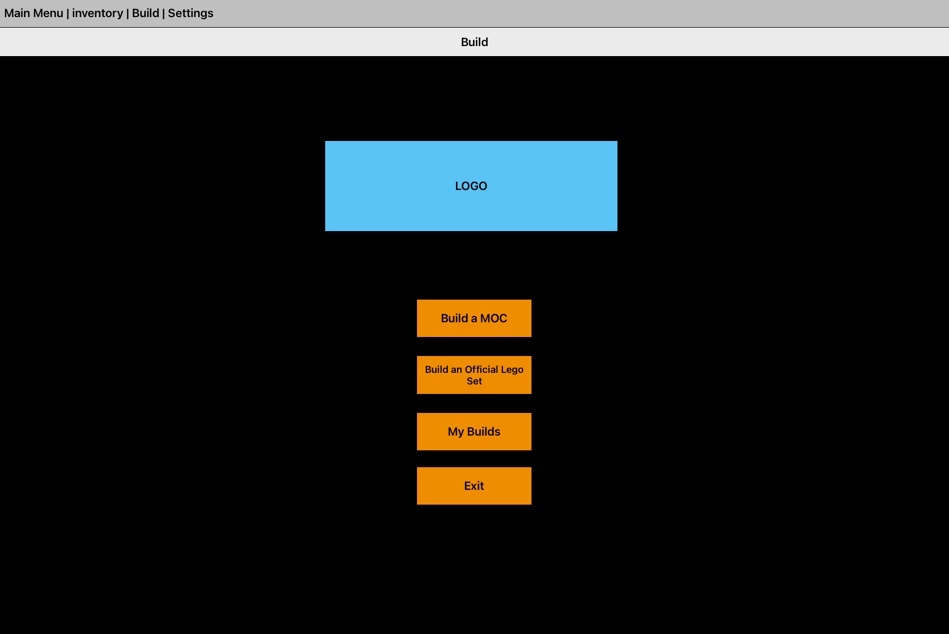 Main Menu | inventory | Build | Settings
Build
LOGO
Build a MOC
Build an Official Lego
Set
My Builds
Exit